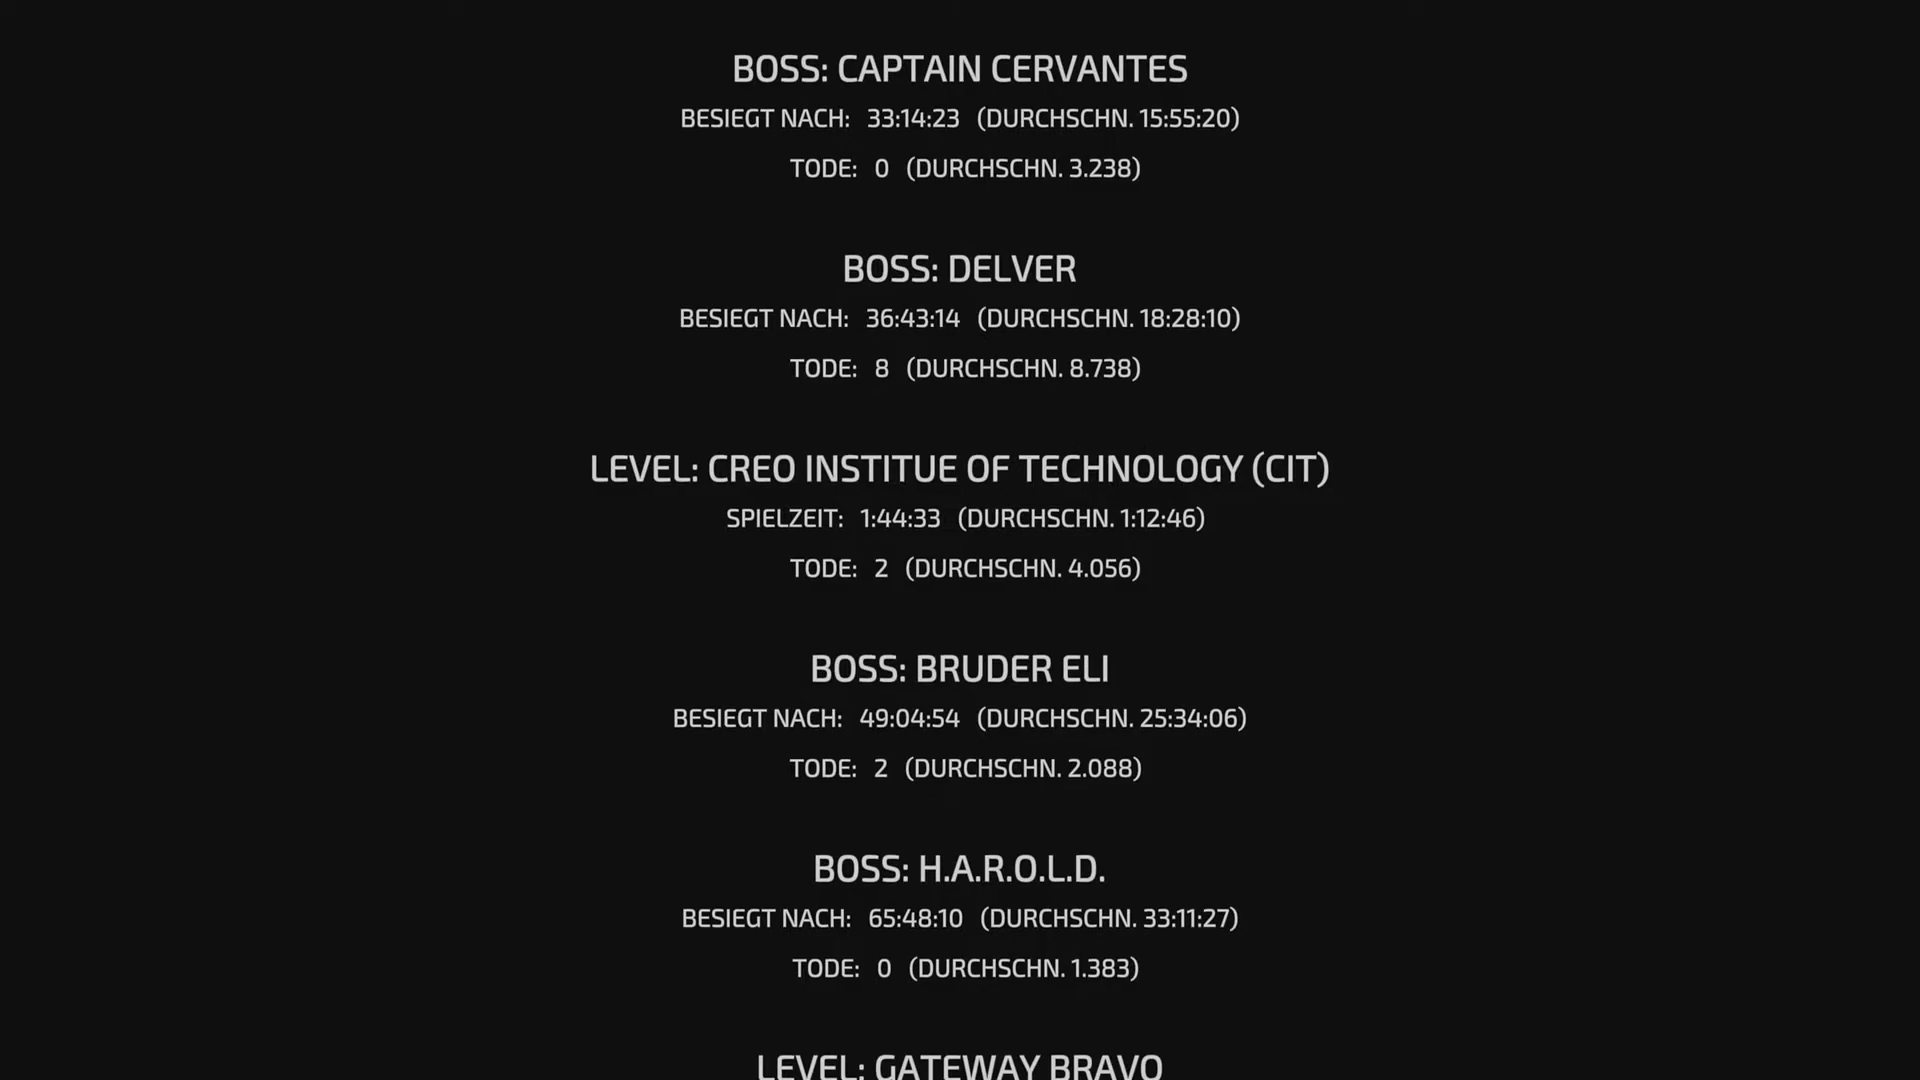 BOSS: CAPTAIN CERVANTES
BESIEGT NACH: 33:14:23 (DURCHSCHN. 15:55:20)
TODE: 0 (DURCHSCHN. 3.238)
BOSS: DELVER
BESIEGT NACH: 36:43:14 (DURCHSCHN. 18:28:10)
TODE: 8 (DURCHSCHN. 8.738)
LEVEL: CREO INSTITUE OF TECHNOLOGY (CIT)
SPIELZEIT: 1:44:33 (DURCHSCHN. 1:12:46)
TODE: 2 (DURCHSCHN. 4.056)
BOSS: BRUDER ELI
BESIEGT NACH: 49:04:54 (DURCHSCHN. 25:34:06)
TODE: 2 (DURCHSCHN. 2.088)
BOSS: H.A.R.O.L.D.
BESIEGT NACH: 65:48:10 (DURCHSCHN. 33:11:27)
TODE: 0 (DURCHSCHN. 1.383)
LEVEL: GATEWAY BRAVO